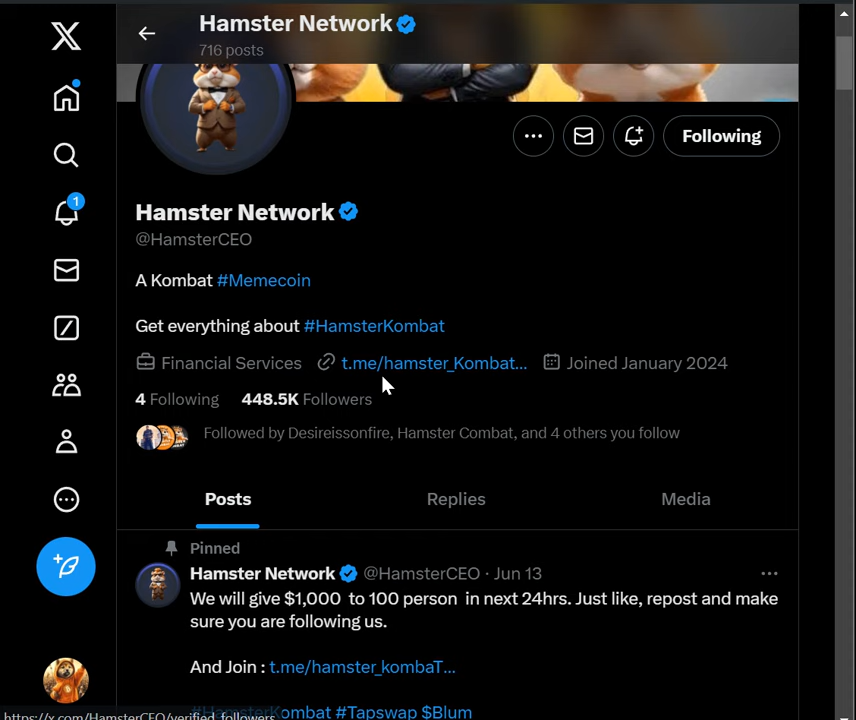 Hamster Network
716 posts
Following
Hamster Network
@HamsterCEO
A Kombat #Memecoin
Get everything about #HamsterKombat
Financial Services t.me/hamster_Kombat... Joined January 2024
4 Following 448.5K Followers
Followed by Desireissonfire, Hamster Combat, and 4 others you follow
Posts Replies Media
Pinned
Hamster Network @HamsterCEO · Jun 13
We will give $1,000 to 100 person in next 24hrs. Just like, repost and make
sure you are following us.
And Join : t.me/hamster_kombaT...
#HamsterKombat #Tapswap $Blum
1
https://x.com/HamsterCEO/verified_followers